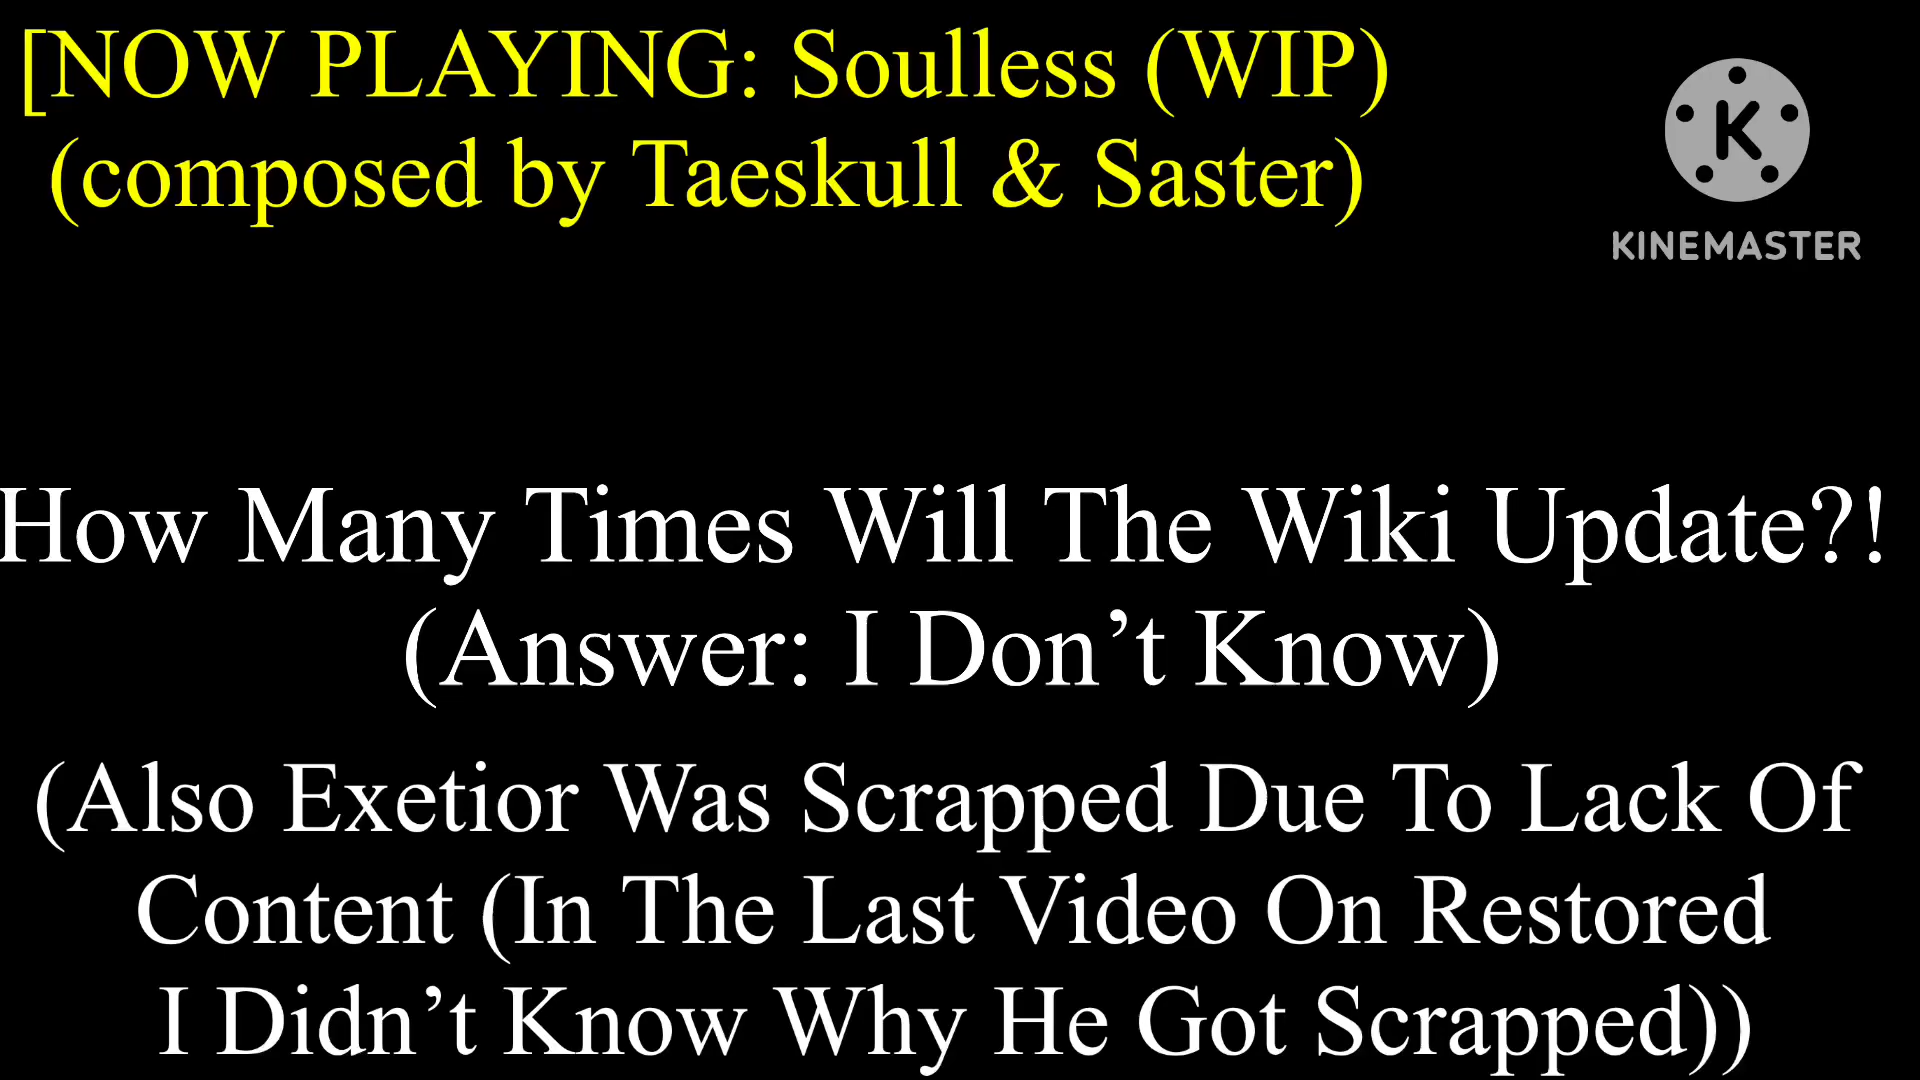 [NOW PLAYING: Soulless (WIP)
(composed by Taeskull & Saster)
KINEMASTER
How Many Times Will The Wiki Update?!
(Answer: I Don’t Know)
(Also Exetior Was Scrapped Due To Lack Of
Content (In The Last Video On Restored
I Didn’t Know Why He Got Scrapped))